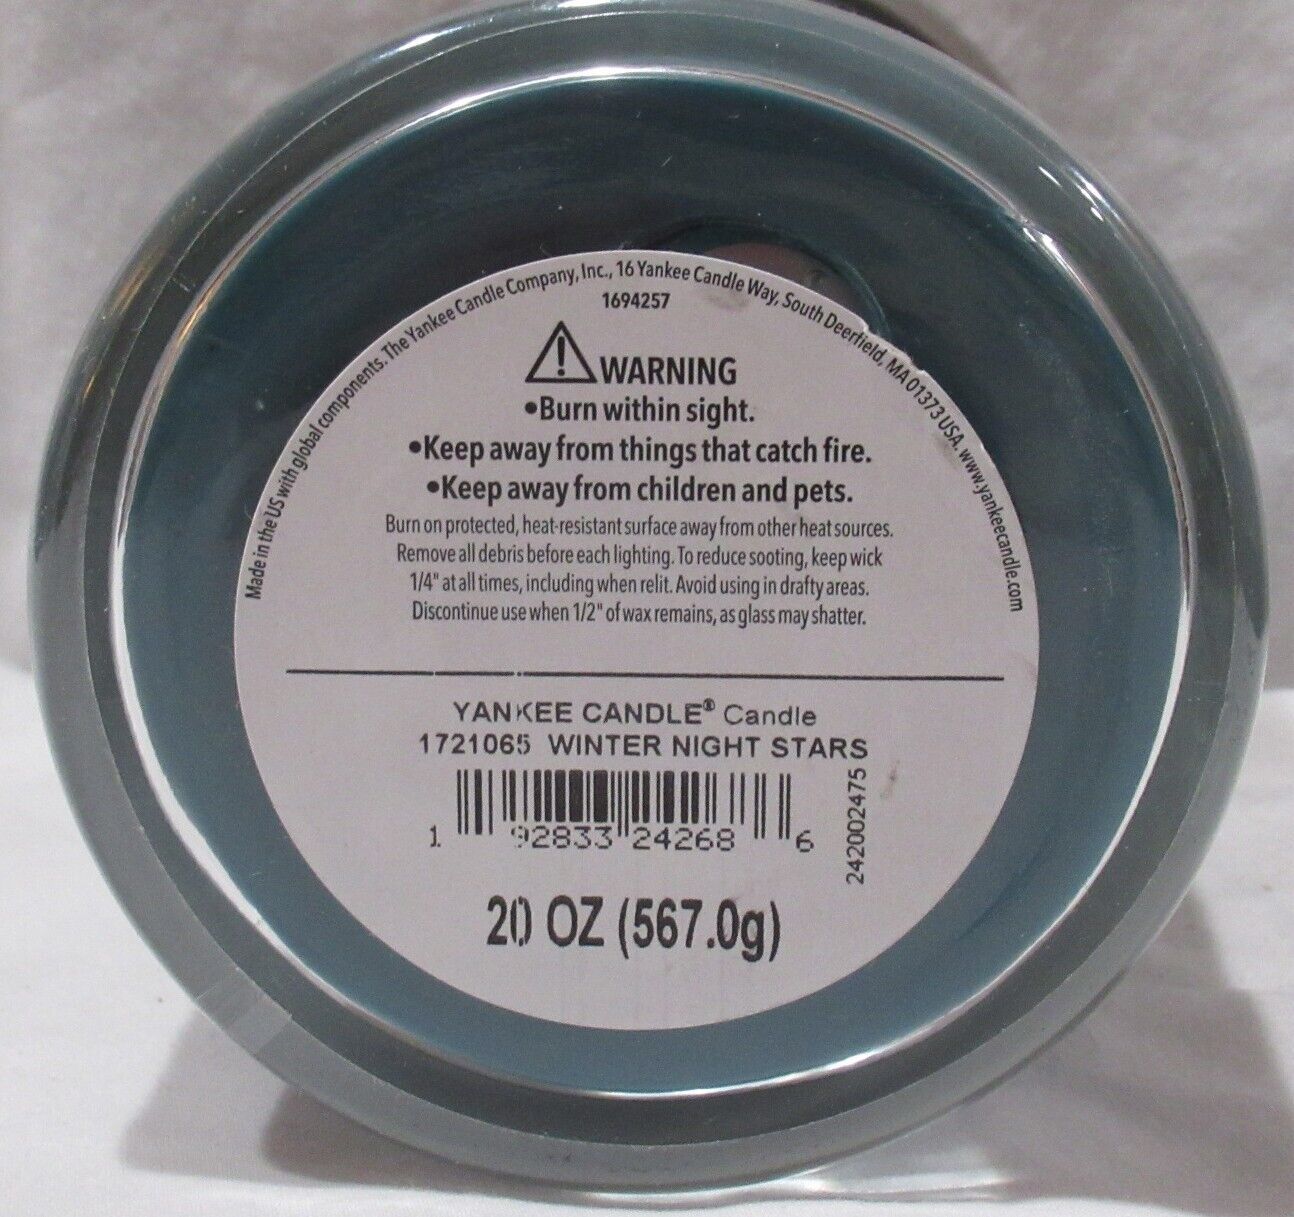 Made in the US with global components. The Yankee Candle Company, Inc., 16 Yankee Candle Way, South Deerfield, MA 01373 USA. www.yankeecandle.com
1694257
WARNING
•Burn within sight.
•Keep away from things that catch fire.
•Keep away from children and pets.
Burn on protected, heat-resistant surface away from other heat sources.
Remove all debris before each lighting. To reduce sooting, keep wick
1/4" at all times, including when relit. Avoid using in drafty areas.
Discontinue use when 1/2" of wax remains, as glass may shatter.
YANKEE CANDLE® Candle
1721065 WINTER NIGHT STARS
1 92833 24268 6
242002475
20 OZ (567.0g)